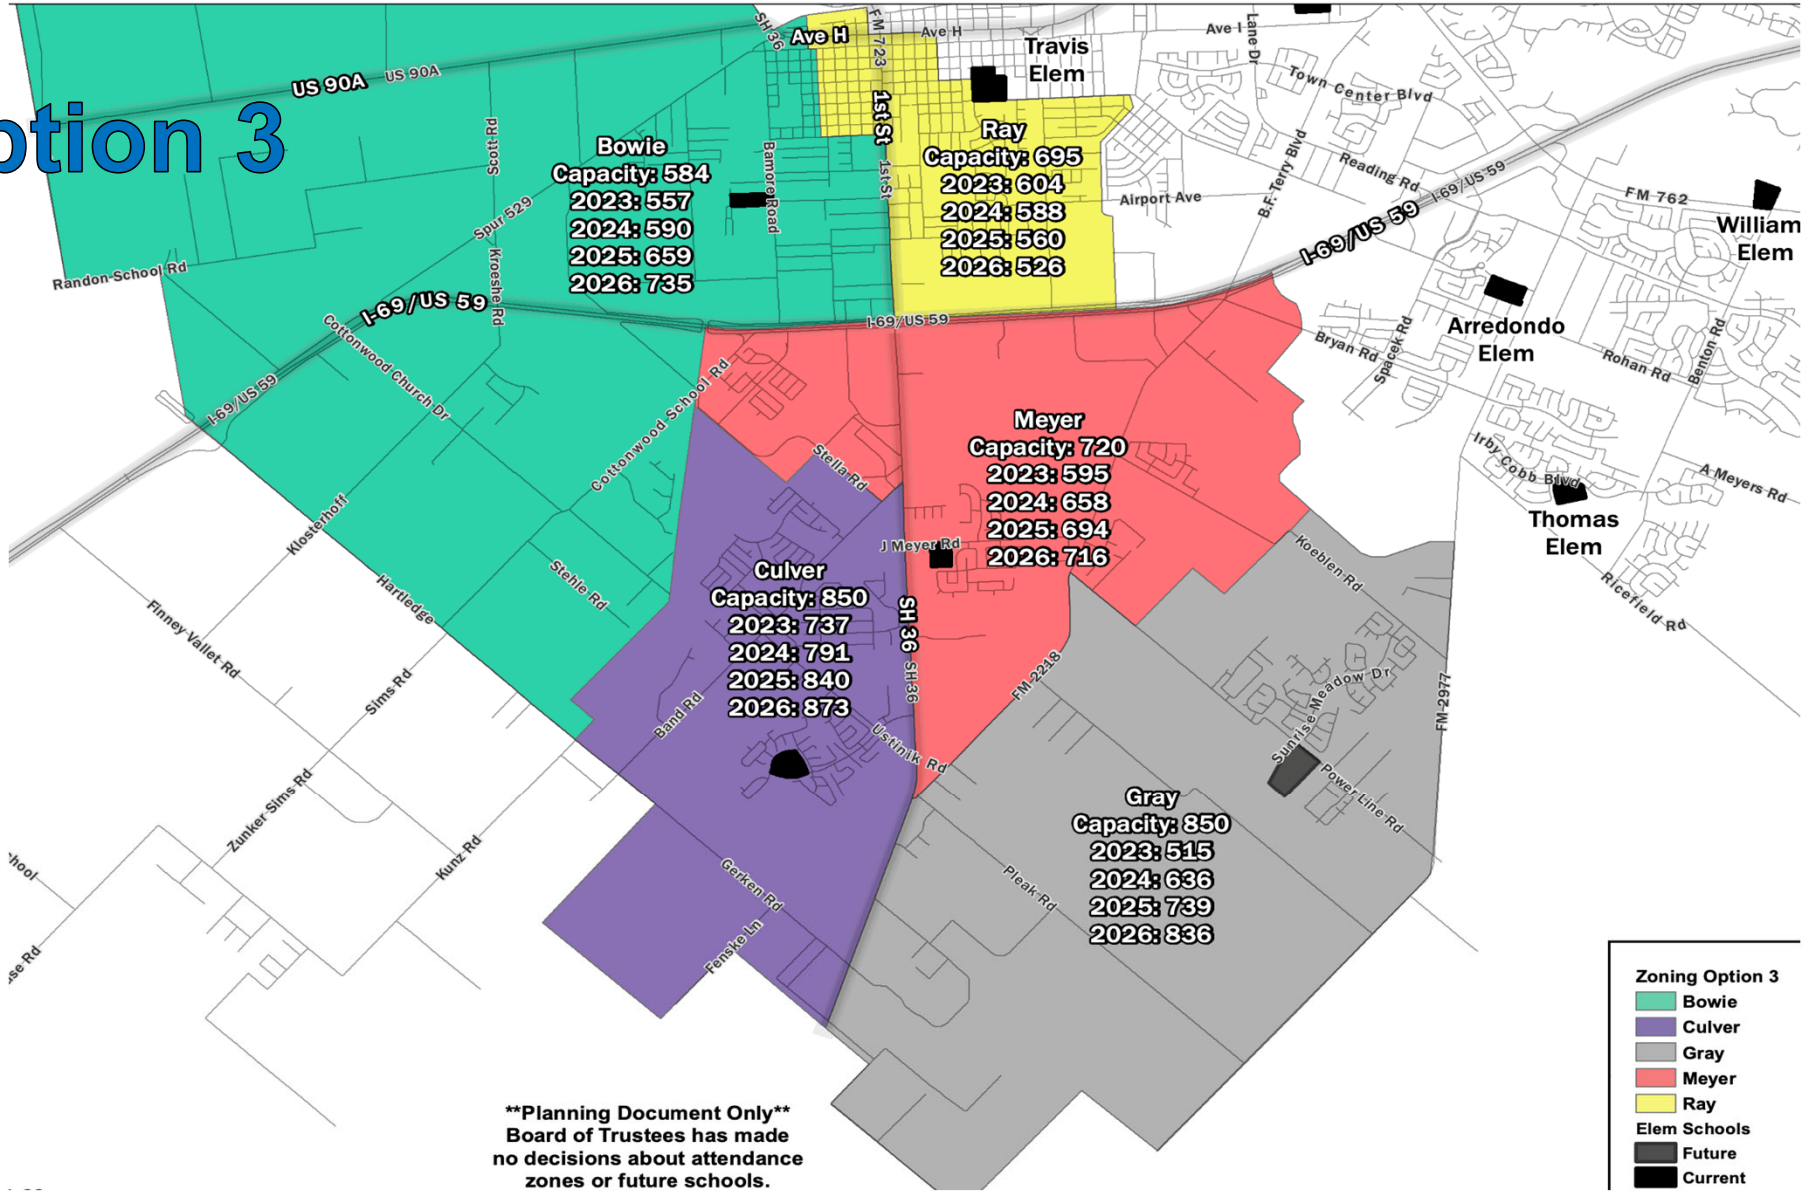 ption 3
SH 36
Ave H
FM 723
Ave H
Ave I
Lane Dr
Travis
Elem
US 90A
US 90A
Town Center Blvd
1st St
1st St
Scott Rd
Bamore Road
Bowie
Capacity: 584
2023: 557
2024: 590
2025: 659
2026: 735
Ray
Capacity: 695
2023: 604
2024: 588
2025: 560
2026: 526
Airport Ave
B.F. Terry Blvd
Reading Rd
I-69/US 59
I-69/US 59
FM 762
William
Elem
Spur 529
Kroeshe Rd
Randon-School Rd
I-69/US 59
I-69/US 59
I-69/US 59
Cottonwood Church Dr
Cottonwood School Rd
Arredondo
Elem
Bryan Rd
Spacek Rd
Rohan Rd
Benton Rd
Meyer
Capacity: 720
2023: 595
2024: 658
2025: 694
2026: 716
Stella Rd
J Meyer Rd
Irby Cobb Blvd
A Meyers Rd
Thomas
Elem
Klosterhoff
Stehle Rd
Hartledge
Finney Vallet Rd
Culver
Capacity: 850
2023: 737
2024: 791
2025: 840
2026: 873
SH 36
SH 36
Koeblen Rd
Ricefield Rd
FM-2218
FM-2977
Sims Rd
Band Rd
Ustinik Rd
Sunrise Meadow Dr
Power Line Rd
Zunker-Sims Rd
Kunz Rd
Gray
Capacity: 850
2023: 515
2024: 636
2025: 739
2026: 836
Gerken Rd
Pleak Rd
Fenske Ln
hool
se Rd
Zoning Option 3
Bowie
Culver
Gray
Meyer
Ray
Elem Schools
Future
Current
**Planning Document Only**
Board of Trustees has made
no decisions about attendance
zones or future schools.